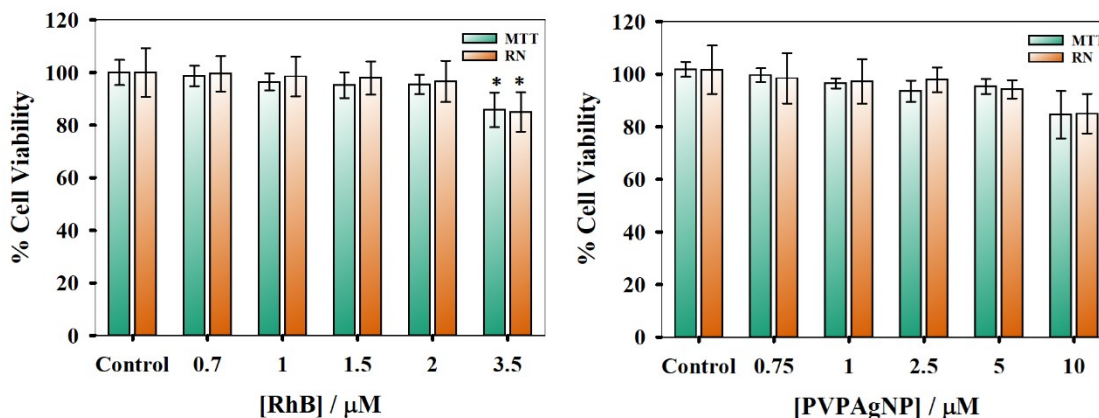 120
100
80
60
40
20
0
% Cell Viability
MTT
RN
* *
Control 0.7 1 1.5 2 3.5
[RhB] / μM
120
100
80
60
40
20
0
% Cell Viability
MTT
RN
Control 0.75 1 2.5 5 10
[PVPAgNP] / μM